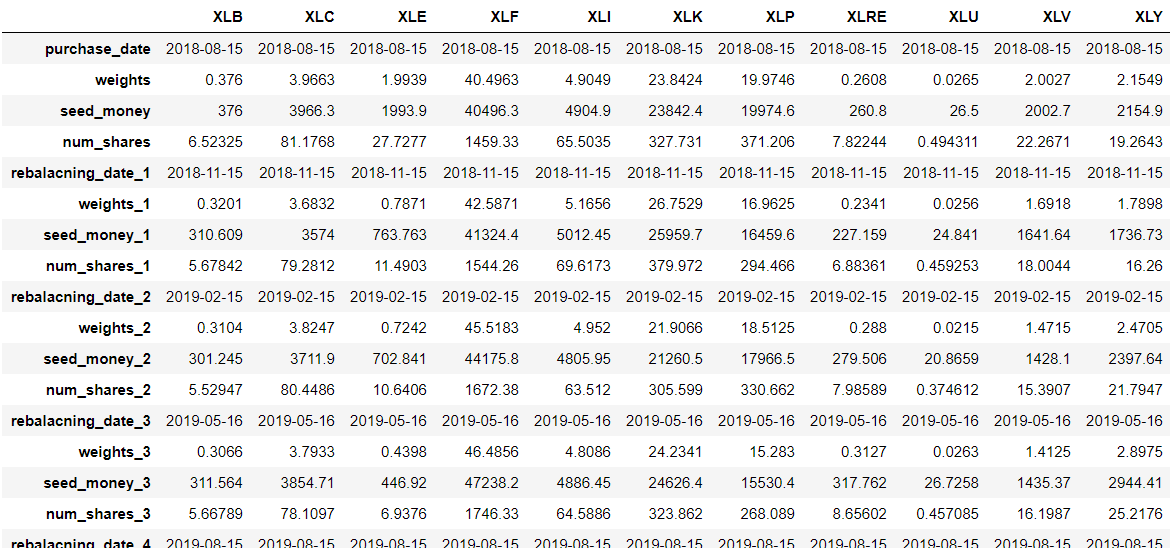 XLB XLC XLE XLF XLI XLK XLP XLRE XLU XLV XLY
purchase_date 2018-08-15 2018-08-15 2018-08-15 2018-08-15 2018-08-15 2018-08-15 2018-08-15 2018-08-15 2018-08-15 2018-08-15 2018-08-15
weights 0.376 3.9663 1.9939 40.4963 4.9049 23.8424 19.9746 0.2608 0.0265 2.0027 2.1549
seed_money 376 3966.3 1993.9 40496.3 4904.9 23842.4 19974.6 260.8 26.5 2002.7 2154.9
num_shares 6.52325 81.1768 27.7277 1459.33 65.5035 327.731 371.206 7.82244 0.494311 22.2671 19.2643
rebalacning_date_1 2018-11-15 2018-11-15 2018-11-15 2018-11-15 2018-11-15 2018-11-15 2018-11-15 2018-11-15 2018-11-15 2018-11-15 2018-11-15
weights_1 0.3201 3.6832 0.7871 42.5871 5.1656 26.7529 16.9625 0.2341 0.0256 1.6918 1.7898
seed_money_1 310.609 3574 763.763 41324.4 5012.45 25959.7 16459.6 227.159 24.841 1641.64 1736.73
num_shares_1 5.67842 79.2812 11.4903 1544.26 69.6173 379.972 294.466 6.88361 0.459253 18.0044 16.26
rebalacning_date_2 2019-02-15 2019-02-15 2019-02-15 2019-02-15 2019-02-15 2019-02-15 2019-02-15 2019-02-15 2019-02-15 2019-02-15 2019-02-15
weights_2 0.3104 3.8247 0.7242 45.5183 4.952 21.9066 18.5125 0.288 0.0215 1.4715 2.4705
seed_money_2 301.245 3711.9 702.841 44175.8 4805.95 21260.5 17966.5 279.506 20.8659 1428.1 2397.64
num_shares_2 5.52947 80.4486 10.6406 1672.38 63.512 305.599 330.662 7.98589 0.374612 15.3907 21.7947
rebalacning_date_3 2019-05-16 2019-05-16 2019-05-16 2019-05-16 2019-05-16 2019-05-16 2019-05-16 2019-05-16 2019-05-16 2019-05-16 2019-05-16
weights_3 0.3066 3.7933 0.4398 46.4856 4.8086 24.2341 15.283 0.3127 0.0263 1.4125 2.8975
seed_money_3 311.564 3854.71 446.92 47238.2 4886.45 24626.4 15530.4 317.762 26.7258 1435.37 2944.41
num_shares_3 5.66789 78.1097 6.9376 1746.33 64.5886 323.862 268.089 8.65602 0.457085 16.1987 25.2176
rebalacning_date_4 2019-08-15 2019-08-15 2019-08-15 2019-08-15 2019-08-15 2019-08-15 2019-08-15 2019-08-15 2019-08-15 2019-08-15 2019-08-15